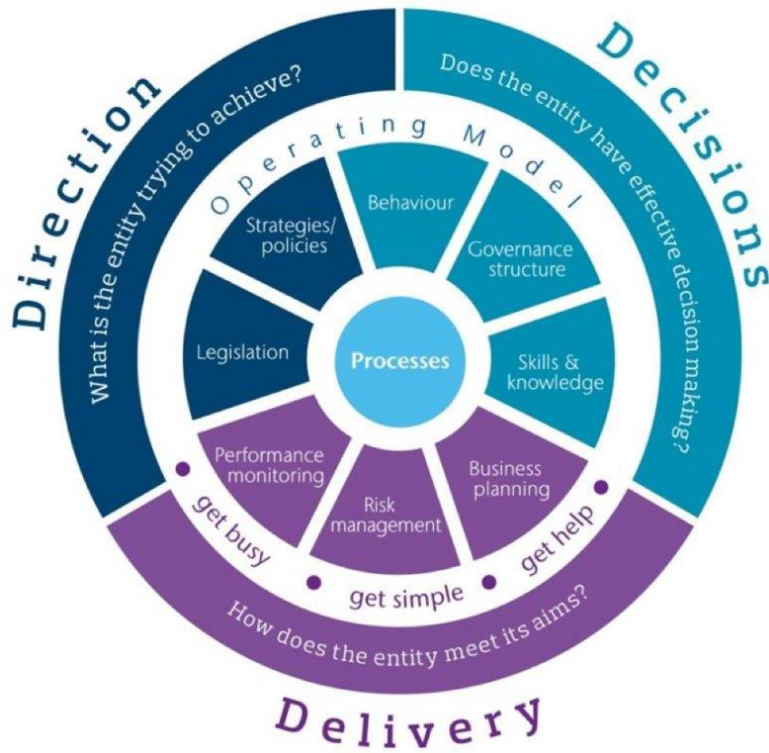 Direction
What is the entity trying to achieve?
Decisions
Does the entity have effective decision making?
Operating Model
Strategies/
policies
Behaviour
Governance
structure
Legislation
Processes
Skills &
knowledge
Performance
monitoring
Risk
management
Business
planning
get busy
get simple
get help
How does the entity meet its aims?
Delivery